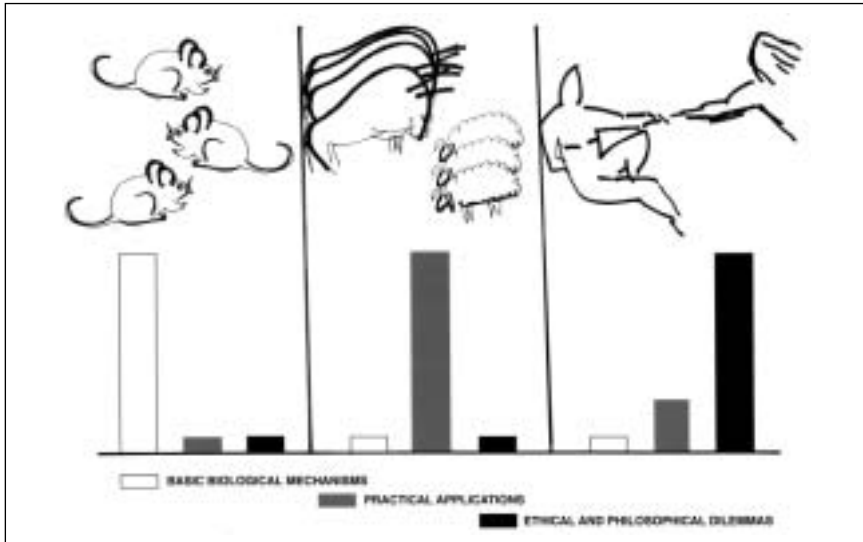 BASIC BIOLOGICAL MECHANISMS
PRACTICAL APPLICATIONS
ETHICAL AND PHILOSOPHICAL DILEMMAS